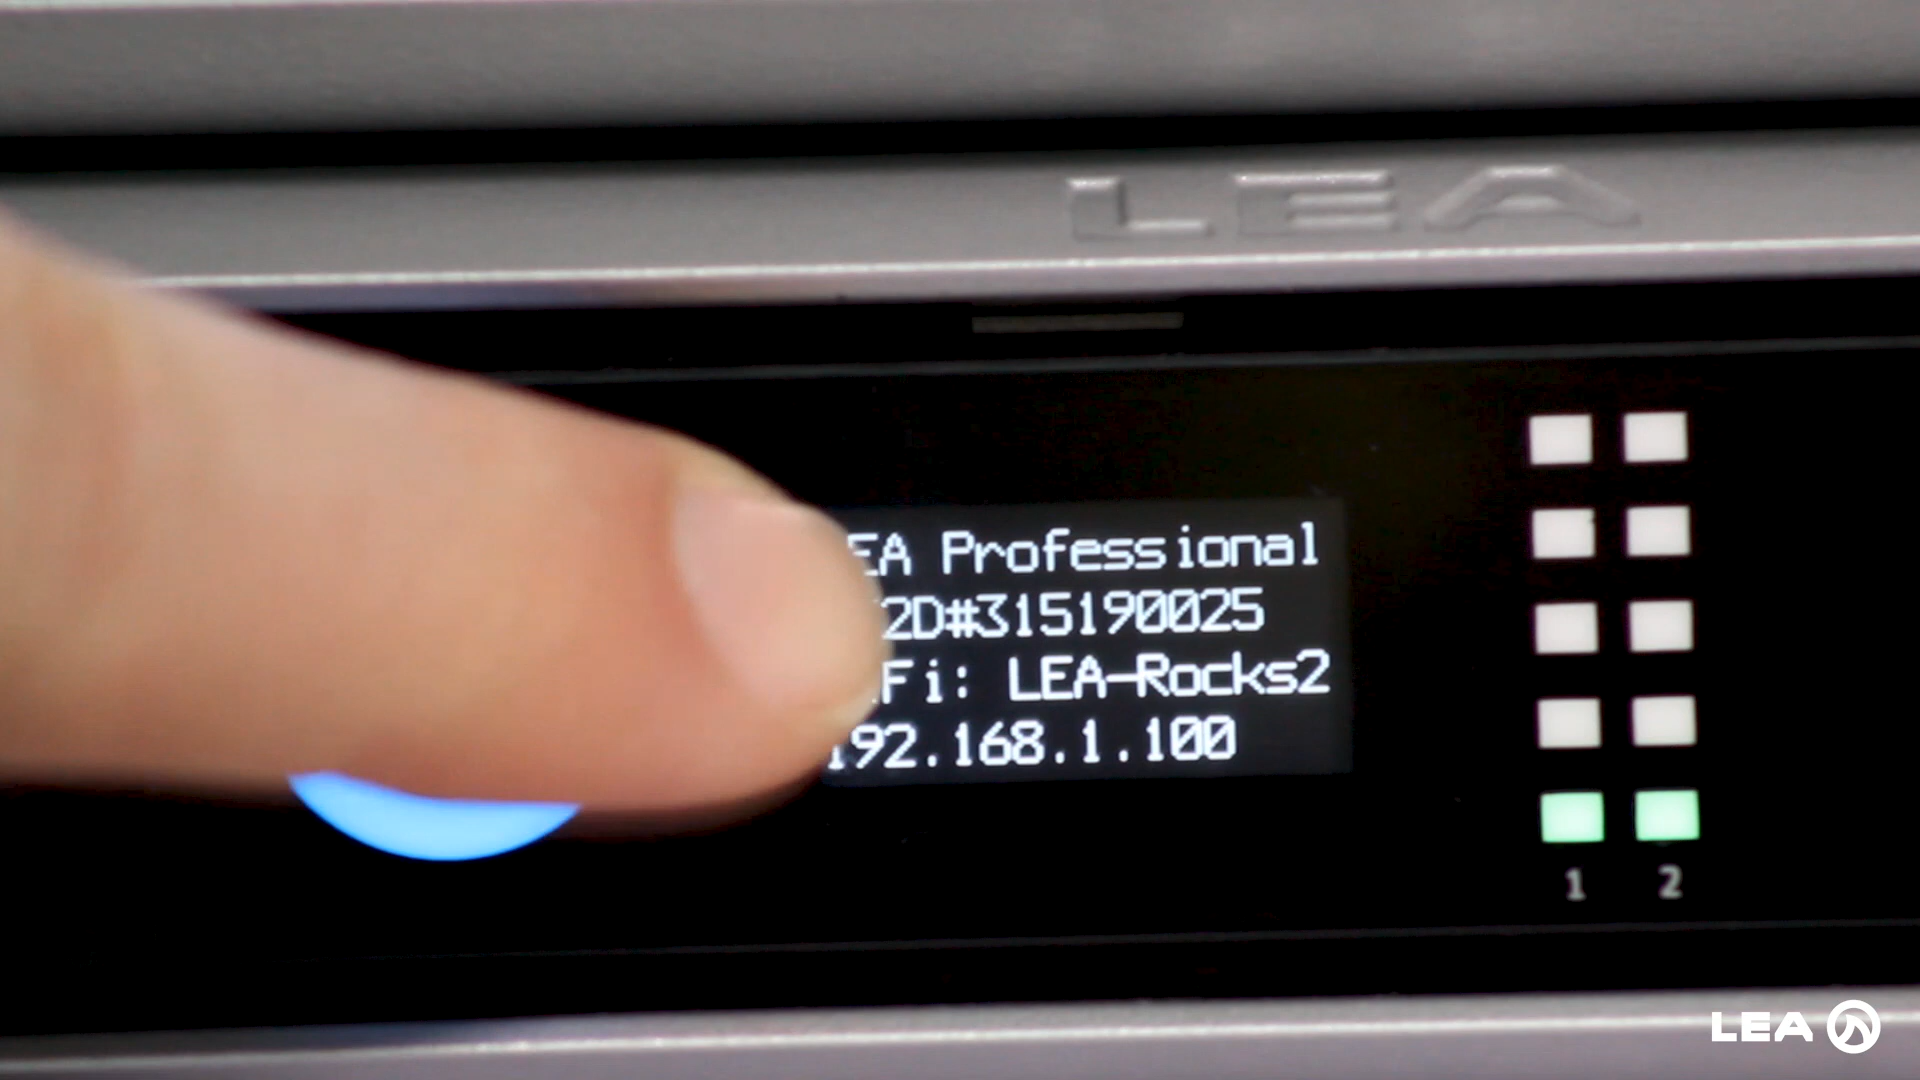 LEA
EA Professional
2D#315190025
Fi: LEA-Rocks2
192.168.1.100
1 2
LEA